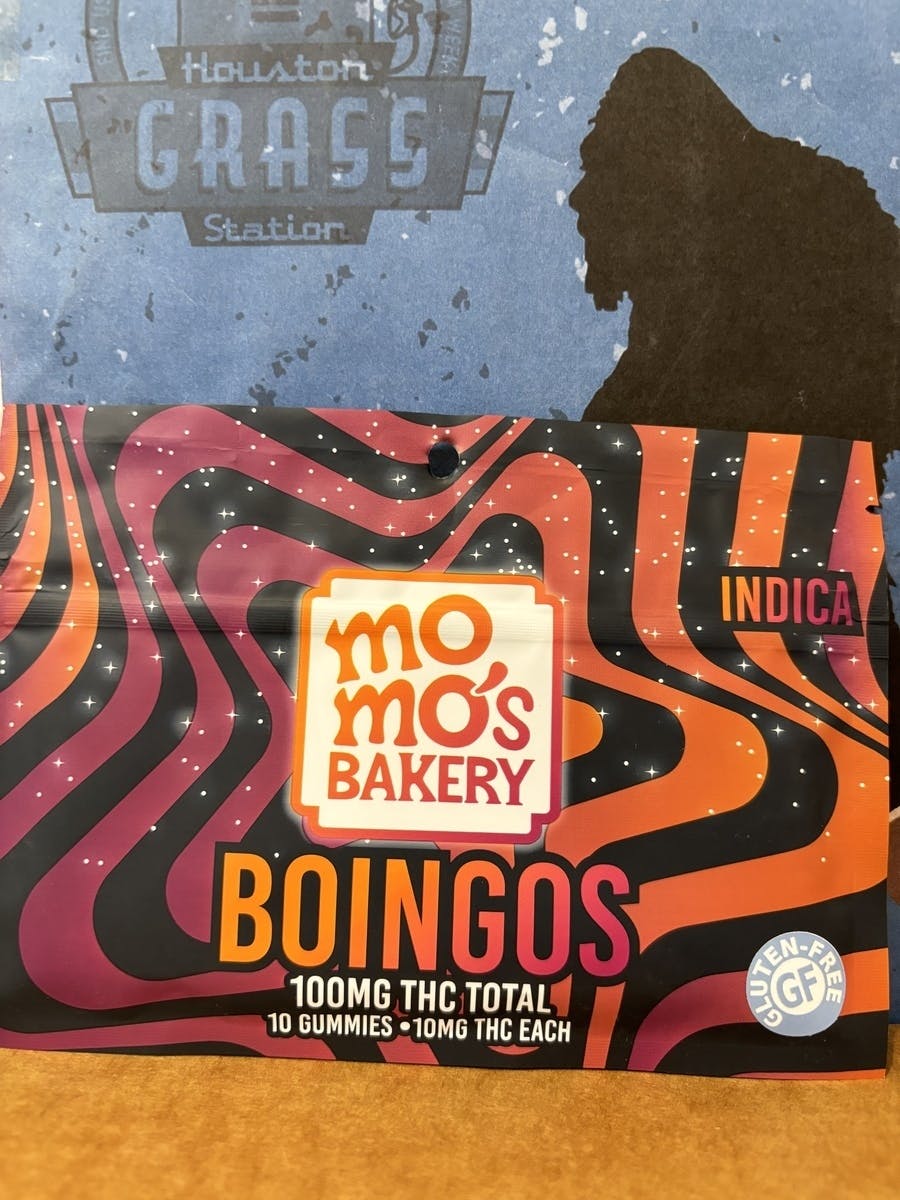 Houston
GRASS
Station
INDICA
MO
MO'S
BAKERY
BOINGOS
100MG THC TOTAL
10 GUMMIES • 10MG THC EACH
GLUTEN-FREE
GF